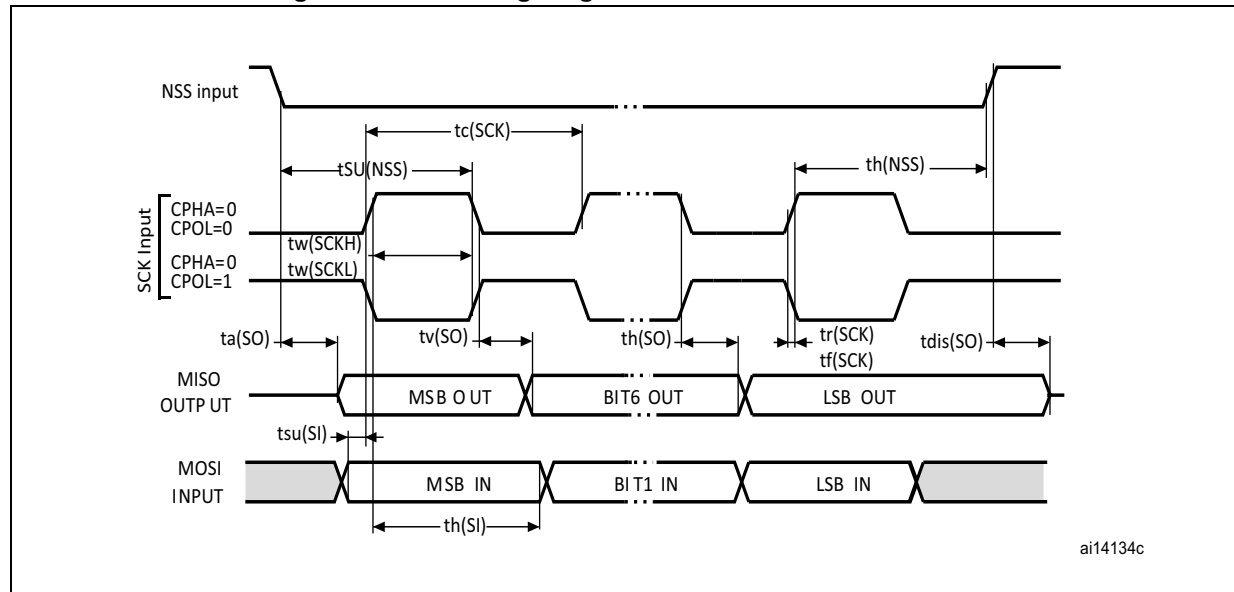 NSS input
tc(SCK)
tSU(NSS)
th(NSS)
SCK Input
CPHA=0
CPOL=0
tw(SCKH)
CPHA=0
tw(SCKL)
CPOL=1
ta(SO)
tv(SO)
th(SO)
tr(SCK)
tf(SCK)
tdis(SO)
MISO
OUTP UT
MSB O UT
BIT6 OUT
LSB OUT
tsu(SI)
MOSI
INPUT
MSB IN
BIT1 IN
LSB IN
th(SI)
ai14134c